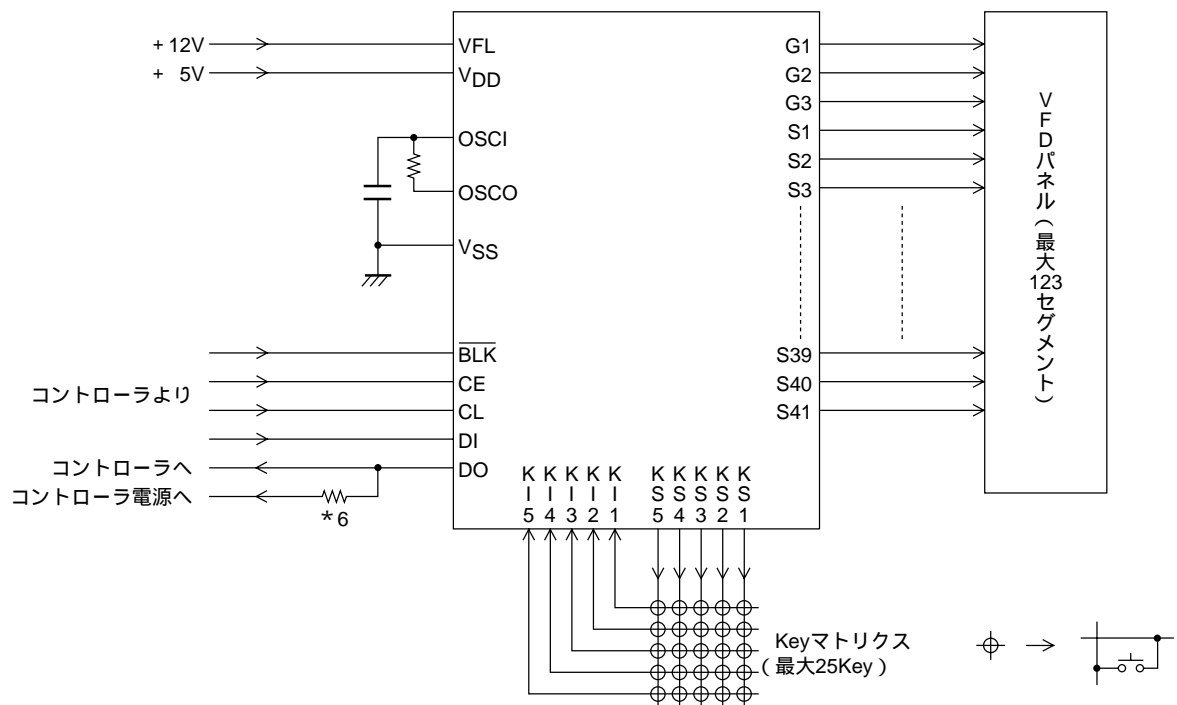 + 12V
+ 5V
VFL
VDD
OSCI
OSCO
VSS
BLK
CE
CL
DI
DO
コントローラより
コントローラへ
コントローラ電源へ
*6
G1
G2
G3
S1
S2
S3
S39
S40
S41
VFDパネル(最大123セグメント)
KI5 KI4 KI3 KI2 KI1 KS5 KS4 KS3 KS2 KS1
Keyマトリクス
(最大25Key)